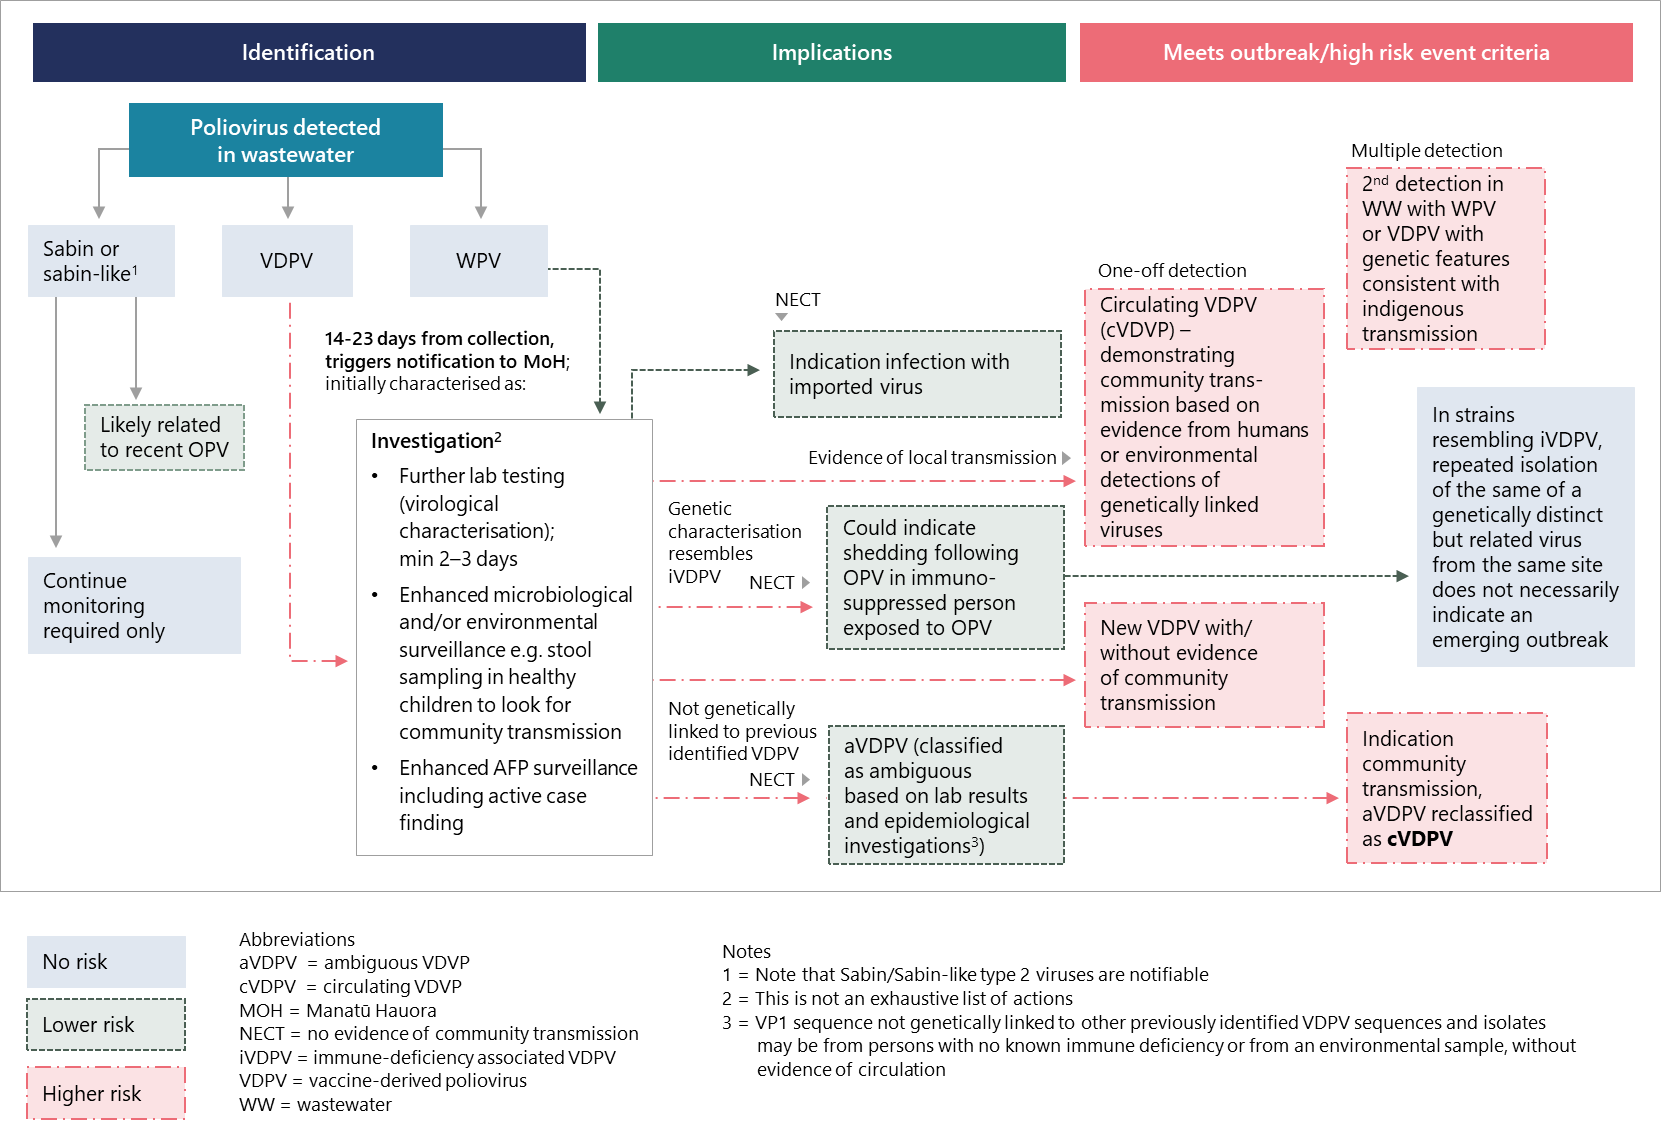 Identification
Implications
Meets outbreak/high risk event criteria
Poliovirus detected
in wastewater
Sabin or
sabin-like¹
VDPV
WPV
14-23 days from collection,
triggers notification to MoH;
initially characterised as:
Likely related
to recent OPV
Continue
monitoring
required only
Investigation²
• Further lab testing
(virological
characterisation);
min 2–3 days
• Enhanced microbiological
and/or environmental
surveillance e.g. stool
sampling in healthy
children to look for
community transmission
• Enhanced AFP surveillance
including active case
finding
NECT
Indication infection with
imported virus
Evidence of local transmission
Genetic
characterisation
resembles
iVDPV
NECT
Could indicate
shedding following
OPV in immuno-
suppressed person
exposed to OPV
Not genetically
linked to previous
identified VDPV
NECT
aVDPV (classified
as ambiguous
based on lab results
and epidemiological
investigations³)
One-off detection
Circulating VDPV
(cVDVP) –
demonstrating
community trans-
mission based on
evidence from humans
or environmental
detections of
genetically linked
viruses
New VDPV with/
without evidence
of community
transmission
Multiple detection
2nd detection in
WW with WPV
or VDPV with
genetic features
consistent with
indigenous
transmission
In strains
resembling iVDPV,
repeated isolation
of the same of a
genetically distinct
but related virus
from the same site
does not necessarily
indicate an
emerging outbreak
Indication
community
transmission,
aVDPV reclassified
as cVDPV
No risk
Lower risk
Higher risk
Abbreviations
aVDPV = ambiguous VDVP
cVDPV = circulating VDVP
MOH = Manatū Hauora
NECT = no evidence of community transmission
iVDPV = immune-deficiency associated VDPV
VDPV = vaccine-derived poliovirus
WW = wastewater
Notes
1 = Note that Sabin/Sabin-like type 2 viruses are notifiable
2 = This is not an exhaustive list of actions
3 = VP1 sequence not genetically linked to other previously identified VDPV sequences and isolates
may be from persons with no known immune deficiency or from an environmental sample, without
evidence of circulation